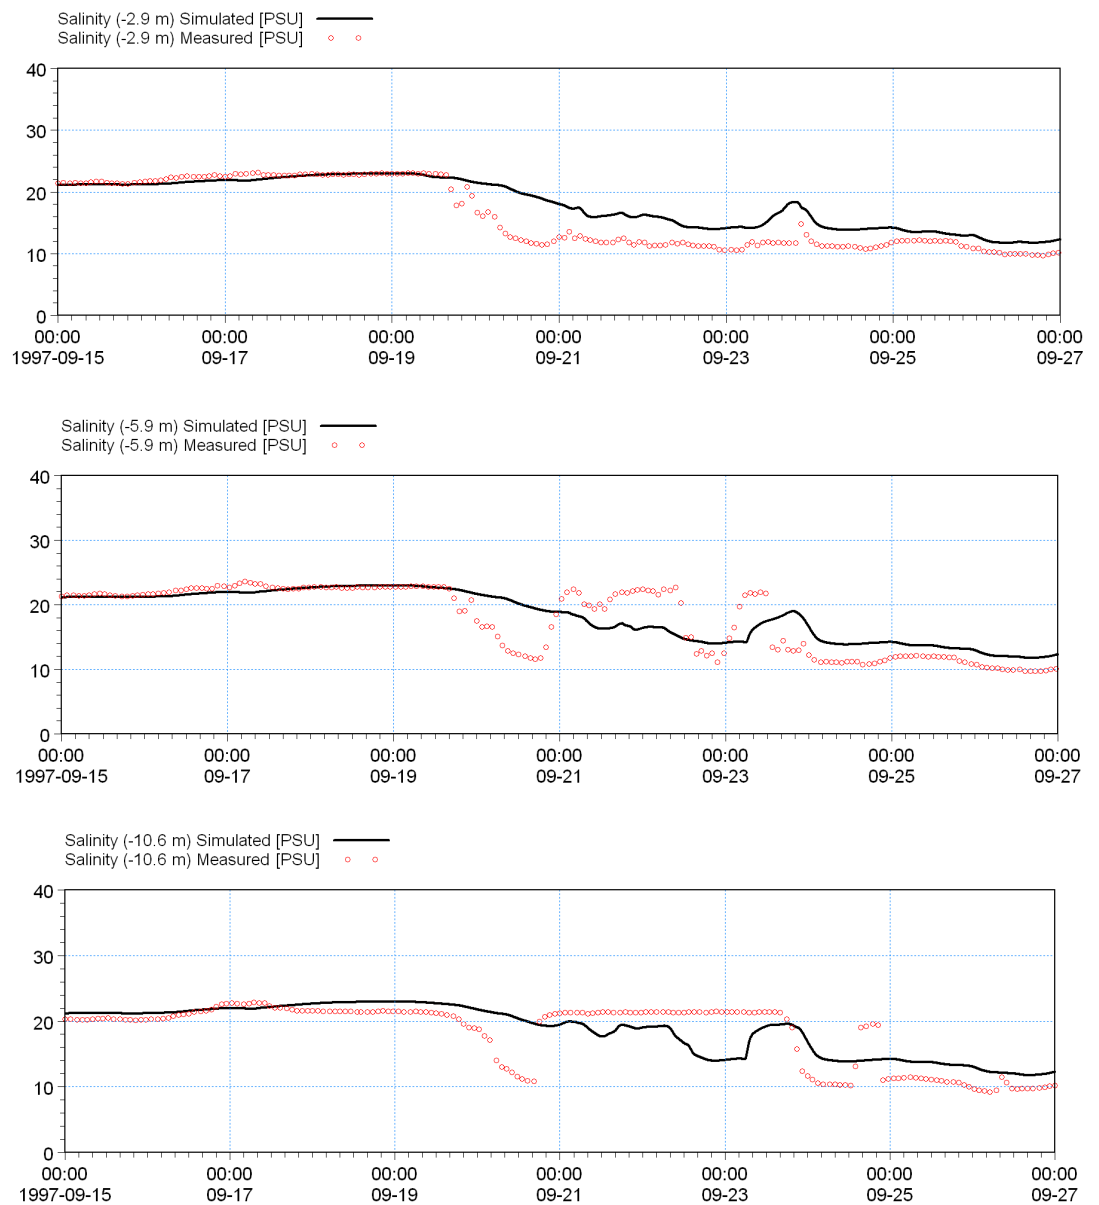 Salinity (-2.9 m) Simulated [PSU]
Salinity (-2.9 m) Measured [PSU]
40
30
20
10
0
00:00 00:00 00:00 00:00 00:00 00:00 00:00
1997-09-15 09-17 09-19 09-21 09-23 09-25 09-27
Salinity (-5.9 m) Simulated [PSU]
Salinity (-5.9 m) Measured [PSU]
40
30
20
10
0
00:00 00:00 00:00 00:00 00:00 00:00 00:00
1997-09-15 09-17 09-19 09-21 09-23 09-25 09-27
Salinity (-10.6 m) Simulated [PSU]
Salinity (-10.6 m) Measured [PSU]
40
30
20
10
0
00:00 00:00 00:00 00:00 00:00 00:00 00:00
1997-09-15 09-17 09-19 09-21 09-23 09-25 09-27